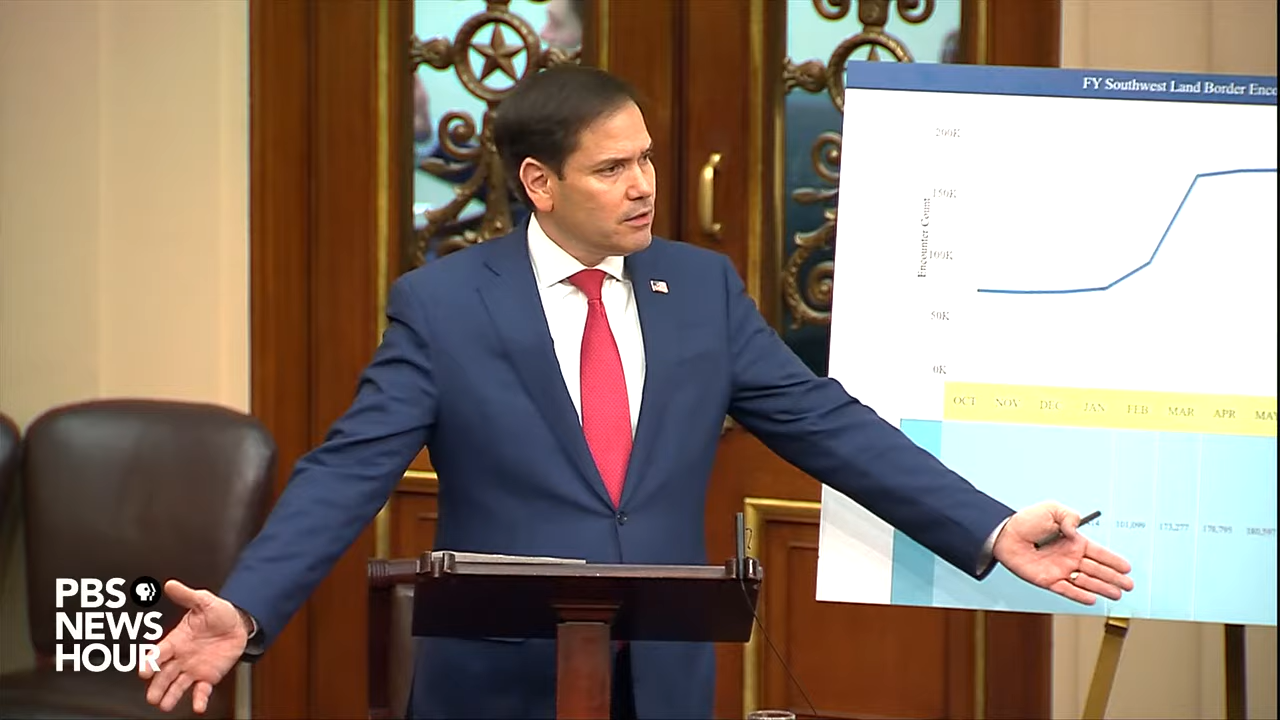 FY Southwest Land Border Enco
200K
150K
100K
50K
0K
Encounter Count
OCT NOV DEC JAN FEB MAR APR MAY
101,099 173,277 178,795
PBS
NEWS
HOUR